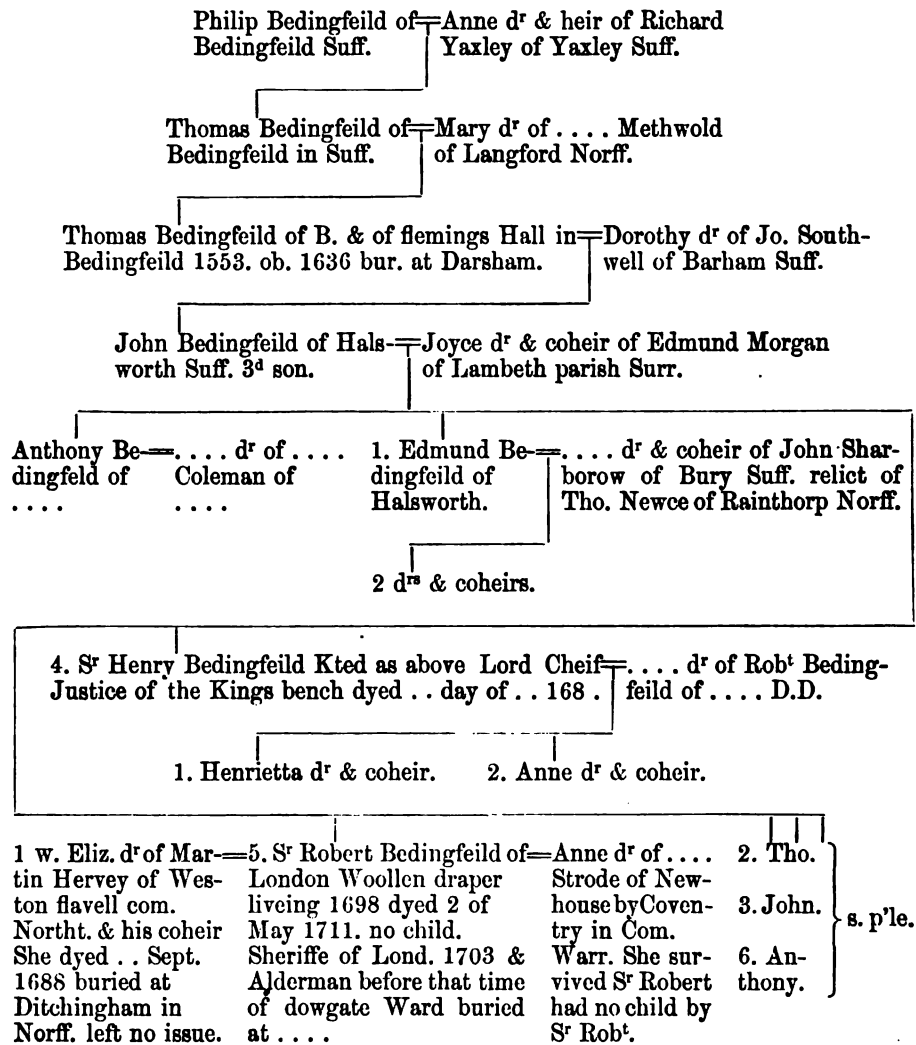 Philip Bedingfeild of=Anne dʳ & heir of Richard
Bedingfeild Suff. Yaxley of Yaxley Suff.
Thomas Bedingfeild of=Mary dʳ of . . . . Methwold
Bedingfeild in Suff. of Langford Norff.
Thomas Bedingfeild of B. & of flemings Hall in=Dorothy dʳ of Jo. South-
Bedingfeild 1553. ob. 1636 bur. at Darsham. well of Barham Suff.
John Bedingfeild of Hals-=Joyce dʳ & coheir of Edmund Morgan
worth Suff. 3ᵈ son. of Lambeth parish Surr.
Anthony Be-=. . . . dʳ of . . . .
dingfeld of Coleman of
. . . . . . . .
1. Edmund Be-=. . . . dʳ & coheir of John Shar-
dingfeild of borow of Bury Suff. relict of
Halsworth. Tho. Newce of Rainthorp Norff.
2 dʳˢ & coheirs.
4. Sʳ Henry Bedingfeild Kted as above Lord Cheif=. . . . dʳ of Robᵗ Beding-
Justice of the Kings bench dyed . . day of . . 168 . feild of . . . . D.D.
1. Henrietta dʳ & coheir. 2. Anne dʳ & coheir.
1 w. Eliz. dʳ of Mar-=
tin Hervey of Wes-
ton flavell com.
Northt. & his coheir
She dyed . . Sept.
1688 buried at
Ditchingham in
Norff. left no issue.
5. Sʳ Robert Bedingfeild of=
London Woollen draper
liveing 1698 dyed 2 of
May 1711. no child.
Sheriffe of Lond. 1703 &
Alderman before that time
of dowgate Ward buried
at . . . .
Anne dʳ of . . . .
Strode of New-
house by Coven-
try in Com.
Warr. She sur-
vived Sʳ Robert
had no child by
Sʳ Robᵗ.
2. Tho.
3. John.
6. An-
thony.
s. p'le.